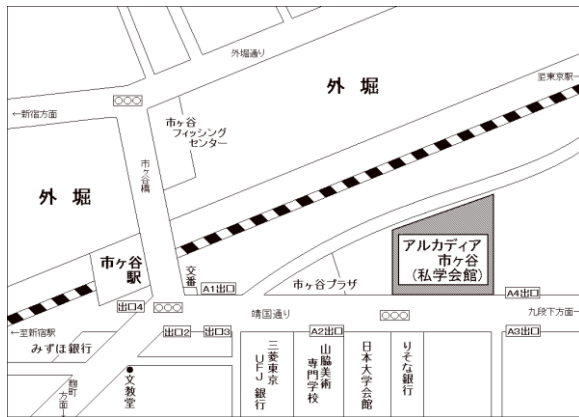 外堀通り
至東京駅→
外 堀
○○○
←新宿方面
市ヶ谷
フィッシング
センター
市ヶ谷橋
外 堀
アルカディア
市ヶ谷
(私学会館)
市ヶ谷
駅
交番
市ヶ谷プラザ
A1出口
A4出口
出口4
○○○
靖国通り
○○○
九段下方面→
←至新宿駅
出口2
出口3
A2出口
A3出口
みずほ銀行
麹町方面→
文教堂
三菱東京
UFJ銀行
山脇美術
専門学校
日本大学会館
りそな銀行